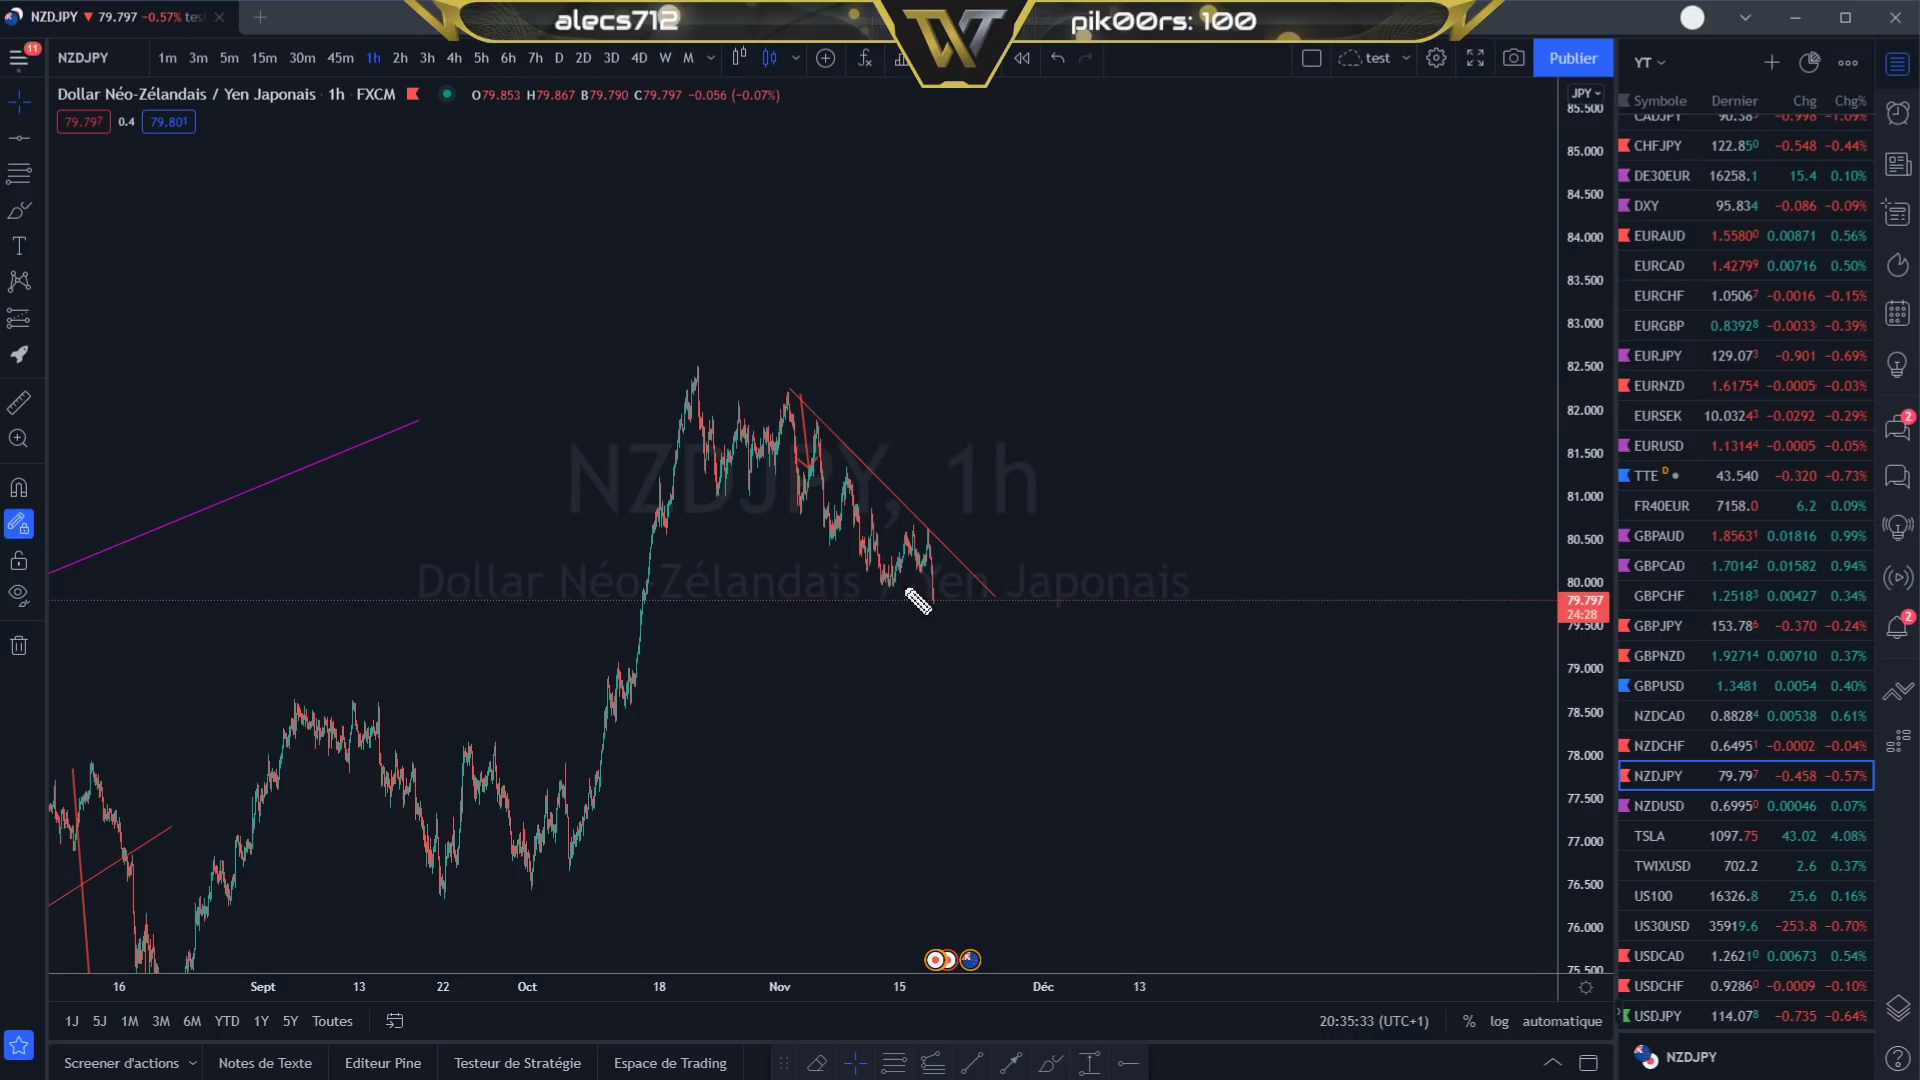 NZDJPY 79.797 −0.57% tes
alecs712
pik00rs: 100
NZDJPY
1m 3m 5m 15m 30m 45m 1h 2h 3h 4h 5h 6h 7h D 2D 3D 4D W M
test
Publier
Dollar Néo-Zélandais / Yen Japonais · 1h · FXCM
O79.853 H79.867 B79.790 C79.797 −0.056 (−0.07%)
79.797 0.4 79.801
NZDJPY, 1h
Dollar Néo-Zélandais / Yen Japonais
JPY
85.500
85.000
84.500
84.000
83.500
83.000
82.500
82.000
81.500
81.000
80.500
80.000
79.797
24:28
79.500
79.000
78.500
78.000
77.500
77.000
76.500
76.000
75.500
16 Sept 13 22 Oct 18 Nov 15 Déc 13
1J 5J 1M 3M 6M YTD 1Y 5Y Toutes
20:35:33 (UTC+1) % log automatique
Screener d'actions Notes de Texte Editeur Pine Testeur de Stratégie Espace de Trading
11
YT
Symbole Dernier Chg Chg%
CADJPY 90.385 −0.998 −1.09%
CHFJPY 122.850 −0.548 −0.44%
DE30EUR 16258.1 15.4 0.10%
DXY 95.834 −0.086 −0.09%
EURAUD 1.55800 0.00871 0.56%
EURCAD 1.42799 0.00716 0.50%
EURCHF 1.05067 −0.0016 −0.15%
EURGBP 0.83928 −0.0033 −0.39%
EURJPY 129.073 −0.901 −0.69%
EURNZD 1.61754 −0.0005 −0.03%
EURSEK 10.03243 −0.0292 −0.29%
EURUSD 1.13144 −0.0005 −0.05%
TTE D 43.540 −0.320 −0.73%
FR40EUR 7158.0 6.2 0.09%
GBPAUD 1.85631 0.01816 0.99%
GBPCAD 1.70142 0.01582 0.94%
GBPCHF 1.25183 0.00427 0.34%
GBPJPY 153.786 −0.370 −0.24%
GBPNZD 1.92714 0.00710 0.37%
GBPUSD 1.3481 0.0054 0.40%
NZDCAD 0.88284 0.00538 0.61%
NZDCHF 0.64951 −0.0002 −0.04%
NZDJPY 79.797 −0.458 −0.57%
NZDUSD 0.69950 0.00046 0.07%
TSLA 1097.75 43.02 4.08%
TWIXUSD 702.2 2.6 0.37%
US100 16326.8 25.6 0.16%
US30USD 35919.6 −253.8 −0.70%
USDCAD 1.26210 0.00673 0.54%
USDCHF 0.92860 −0.0009 −0.10%
USDJPY 114.078 −0.735 −0.64%
NZDJPY
2
2